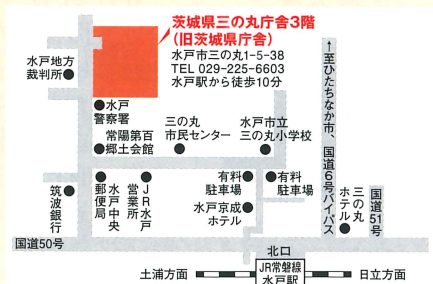 茨城県三の丸庁舎3階
(旧茨城県庁舎)
水戸市三の丸1-5-38
TEL 029-225-6603
水戸駅から徒歩10分
水戸地方
裁判所
水戸
警察署
常陽第百
郷土会館
三の丸
市民センター
水戸市立
三の丸小学校
↑至ひたちなか市、国道6号バイパス
筑波銀行
郵便局
水戸中央
JR水戸
営業所
有料
駐車場
有料
駐車場
水戸京成
ホテル
三の丸
ホテル
国道51号
国道50号
北口
土浦方面
JR常磐線
水戸駅
日立方面